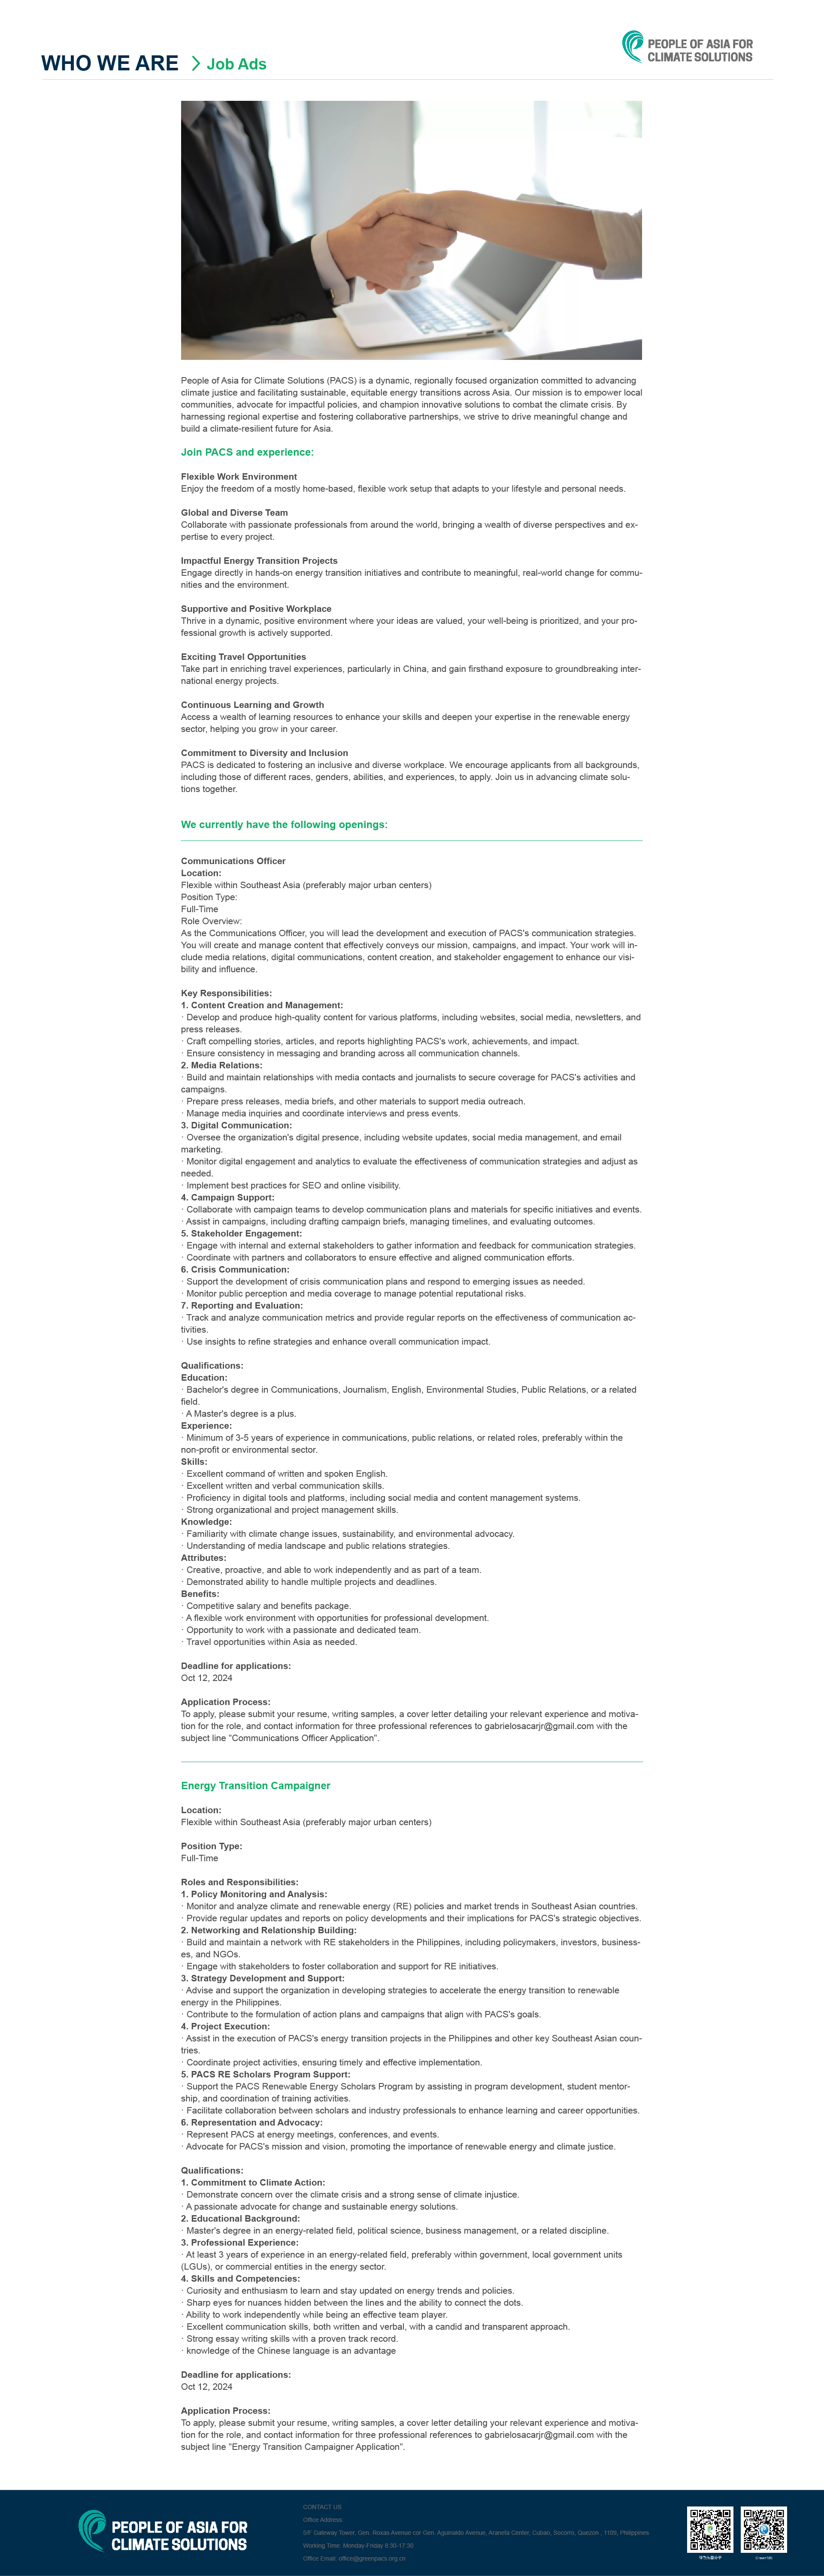 WHO WE ARE > Job Ads
PEOPLE OF ASIA FOR
CLIMATE SOLUTIONS
People of Asia for Climate Solutions (PACS) is a dynamic, regionally focused organization committed to advancing
climate justice and facilitating sustainable, equitable energy transitions across Asia. Our mission is to empower local
communities, advocate for impactful policies, and champion innovative solutions to combat the climate crisis. By
harnessing regional expertise and fostering collaborative partnerships, we strive to drive meaningful change and
build a climate-resilient future for Asia.
Join PACS and experience:
Flexible Work Environment
Enjoy the freedom of a mostly home-based, flexible work setup that adapts to your lifestyle and personal needs.
Global and Diverse Team
Collaborate with passionate professionals from around the world, bringing a wealth of diverse perspectives and ex-
pertise to every project.
Impactful Energy Transition Projects
Engage directly in hands-on energy transition initiatives and contribute to meaningful, real-world change for commu-
nities and the environment.
Supportive and Positive Workplace
Thrive in a dynamic, positive environment where your ideas are valued, your well-being is prioritized, and your pro-
fessional growth is actively supported.
Exciting Travel Opportunities
Take part in enriching travel experiences, particularly in China, and gain firsthand exposure to groundbreaking inter-
national energy projects.
Continuous Learning and Growth
Access a wealth of learning resources to enhance your skills and deepen your expertise in the renewable energy
sector, helping you grow in your career.
Commitment to Diversity and Inclusion
PACS is dedicated to fostering an inclusive and diverse workplace. We encourage applicants from all backgrounds,
including those of different races, genders, abilities, and experiences, to apply. Join us in advancing climate solu-
tions together.
We currently have the following openings:
Communications Officer
Location:
Flexible within Southeast Asia (preferably major urban centers)
Position Type:
Full-Time
Role Overview:
As the Communications Officer, you will lead the development and execution of PACS's communication strategies.
You will create and manage content that effectively conveys our mission, campaigns, and impact. Your work will in-
clude media relations, digital communications, content creation, and stakeholder engagement to enhance our visi-
bility and influence.
Key Responsibilities:
1. Content Creation and Management:
· Develop and produce high-quality content for various platforms, including websites, social media, newsletters, and
press releases.
· Craft compelling stories, articles, and reports highlighting PACS's work, achievements, and impact.
· Ensure consistency in messaging and branding across all communication channels.
2. Media Relations:
· Build and maintain relationships with media contacts and journalists to secure coverage for PACS's activities and
campaigns.
· Prepare press releases, media briefs, and other materials to support media outreach.
· Manage media inquiries and coordinate interviews and press events.
3. Digital Communication:
· Oversee the organization's digital presence, including website updates, social media management, and email
marketing.
· Monitor digital engagement and analytics to evaluate the effectiveness of communication strategies and adjust as
needed.
· Implement best practices for SEO and online visibility.
4. Campaign Support:
· Collaborate with campaign teams to develop communication plans and materials for specific initiatives and events.
· Assist in campaigns, including drafting campaign briefs, managing timelines, and evaluating outcomes.
5. Stakeholder Engagement:
· Engage with internal and external stakeholders to gather information and feedback for communication strategies.
· Coordinate with partners and collaborators to ensure effective and aligned communication efforts.
6. Crisis Communication:
· Support the development of crisis communication plans and respond to emerging issues as needed.
· Monitor public perception and media coverage to manage potential reputational risks.
7. Reporting and Evaluation:
· Track and analyze communication metrics and provide regular reports on the effectiveness of communication ac-
tivities.
· Use insights to refine strategies and enhance overall communication impact.
Qualifications:
Education:
· Bachelor's degree in Communications, Journalism, English, Environmental Studies, Public Relations, or a related
field.
· A Master's degree is a plus.
Experience:
· Minimum of 3-5 years of experience in communications, public relations, or related roles, preferably within the
non-profit or environmental sector.
Skills:
· Excellent command of written and spoken English.
· Excellent written and verbal communication skills.
· Proficiency in digital tools and platforms, including social media and content management systems.
· Strong organizational and project management skills.
Knowledge:
· Familiarity with climate change issues, sustainability, and environmental advocacy.
· Understanding of media landscape and public relations strategies.
Attributes:
· Creative, proactive, and able to work independently and as part of a team.
· Demonstrated ability to handle multiple projects and deadlines.
Benefits:
· Competitive salary and benefits package.
· A flexible work environment with opportunities for professional development.
· Opportunity to work with a passionate and dedicated team.
· Travel opportunities within Asia as needed.
Deadline for applications:
Oct 12, 2024
Application Process:
To apply, please submit your resume, writing samples, a cover letter detailing your relevant experience and motiva-
tion for the role, and contact information for three professional references to gabrielosacarjr@gmail.com with the
subject line "Communications Officer Application".
Energy Transition Campaigner
Location:
Flexible within Southeast Asia (preferably major urban centers)
Position Type:
Full-Time
Roles and Responsibilities:
1. Policy Monitoring and Analysis:
· Monitor and analyze climate and renewable energy (RE) policies and market trends in Southeast Asian countries.
· Provide regular updates and reports on policy developments and their implications for PACS's strategic objectives.
2. Networking and Relationship Building:
· Build and maintain a network with RE stakeholders in the Philippines, including policymakers, investors, business-
es, and NGOs.
· Engage with stakeholders to foster collaboration and support for RE initiatives.
3. Strategy Development and Support:
· Advise and support the organization in developing strategies to accelerate the energy transition to renewable
energy in the Philippines.
· Contribute to the formulation of action plans and campaigns that align with PACS's goals.
4. Project Execution:
· Assist in the execution of PACS's energy transition projects in the Philippines and other key Southeast Asian coun-
tries.
· Coordinate project activities, ensuring timely and effective implementation.
5. PACS RE Scholars Program Support:
· Support the PACS Renewable Energy Scholars Program by assisting in program development, student mentor-
ship, and coordination of training activities.
· Facilitate collaboration between scholars and industry professionals to enhance learning and career opportunities.
6. Representation and Advocacy:
· Represent PACS at energy meetings, conferences, and events.
· Advocate for PACS's mission and vision, promoting the importance of renewable energy and climate justice.
Qualifications:
1. Commitment to Climate Action:
· Demonstrate concern over the climate crisis and a strong sense of climate injustice.
· A passionate advocate for change and sustainable energy solutions.
2. Educational Background:
· Master's degree in an energy-related field, political science, business management, or a related discipline.
3. Professional Experience:
· At least 3 years of experience in an energy-related field, preferably within government, local government units
(LGUs), or commercial entities in the energy sector.
4. Skills and Competencies:
· Curiosity and enthusiasm to learn and stay updated on energy trends and policies.
· Sharp eyes for nuances hidden between the lines and the ability to connect the dots.
· Ability to work independently while being an effective team player.
· Excellent communication skills, both written and verbal, with a candid and transparent approach.
· Strong essay writing skills with a proven track record.
· knowledge of the Chinese language is an advantage
Deadline for applications:
Oct 12, 2024
Application Process:
To apply, please submit your resume, writing samples, a cover letter detailing your relevant experience and motiva-
tion for the role, and contact information for three professional references to gabrielosacarjr@gmail.com with the
subject line "Energy Transition Campaigner Application".
PEOPLE OF ASIA FOR
CLIMATE SOLUTIONS
CONTACT US
Office Address:
5/F Gateway Tower, Gen. Roxas Avenue cor Gen. Aguinaldo Avenue, Araneta Center, Cubao, Socorro, Quezon , 1109, Philippines
Working Time: Monday-Friday 8:30-17:30
Office Email: office@greenpacs.org.cn